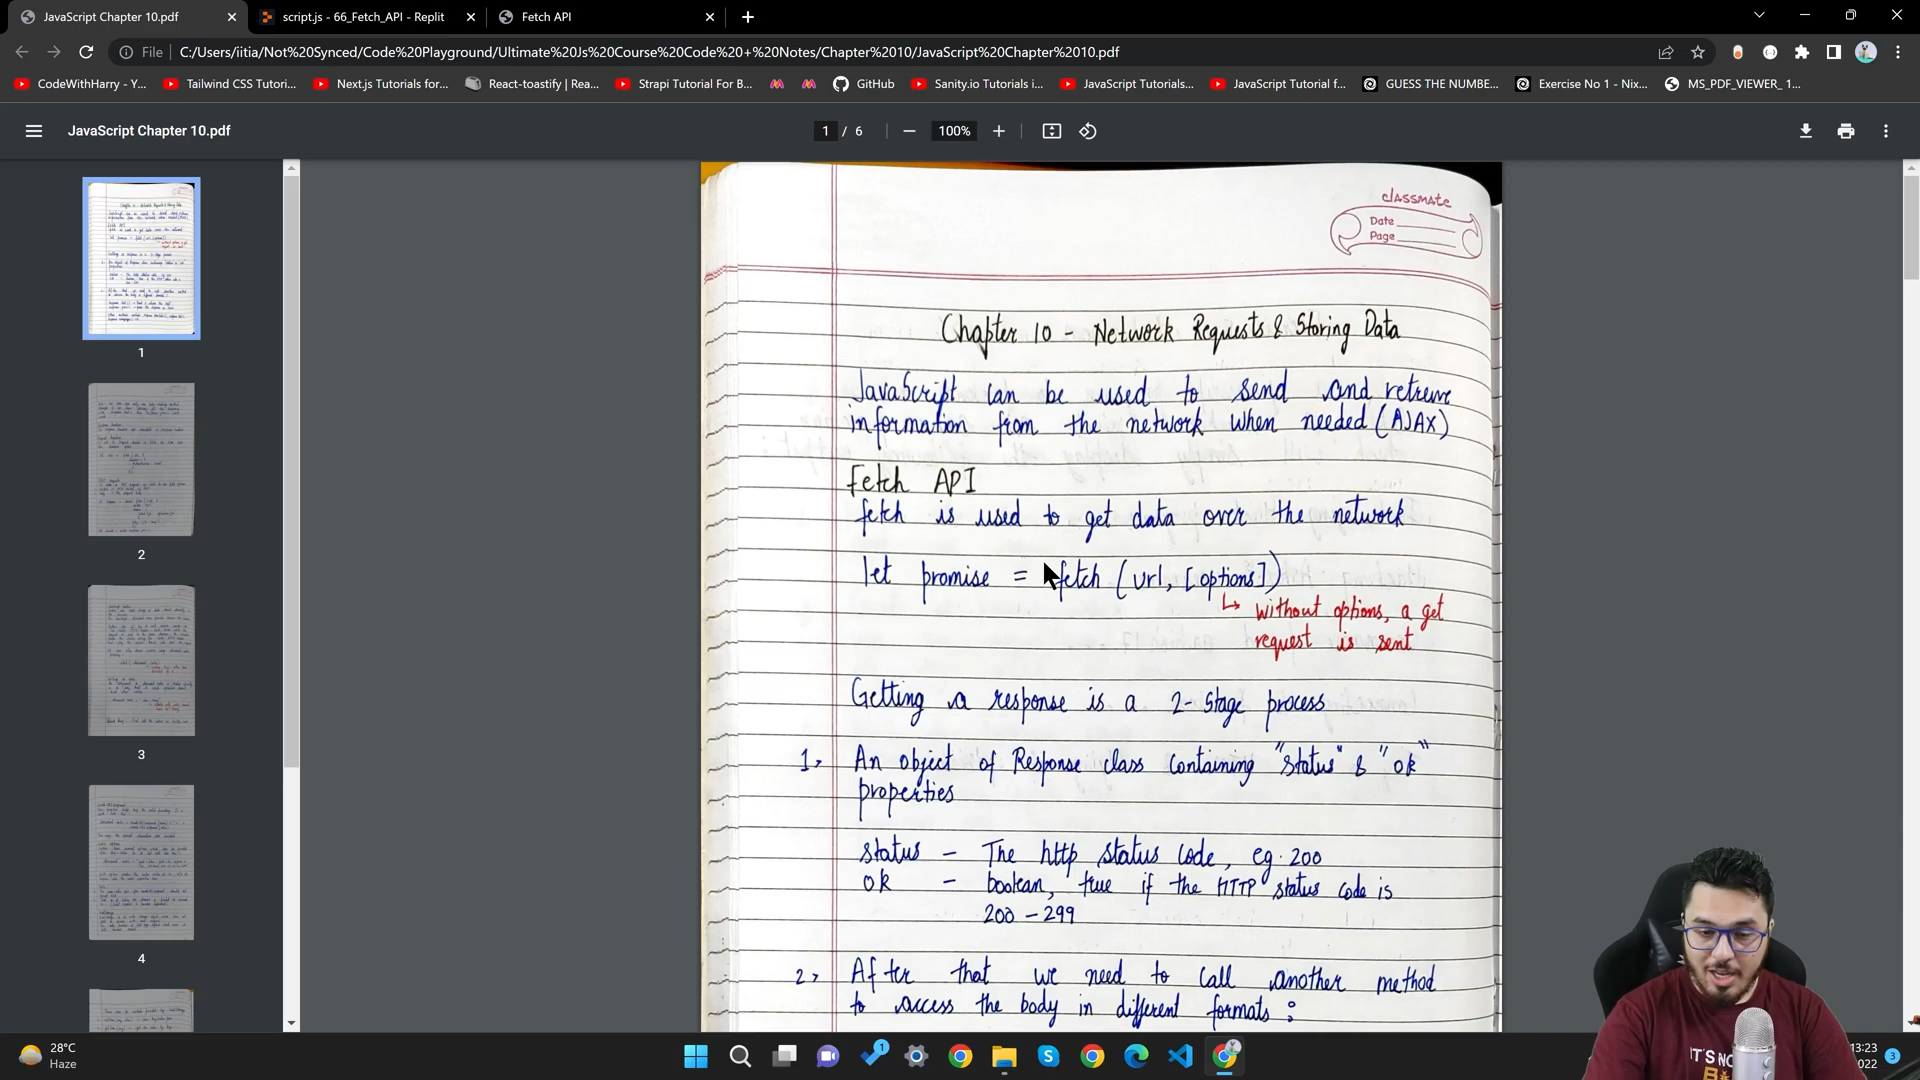 JavaScript Chapter 10.pdf
script.js - 66_Fetch_API - Replit
Fetch API
File
C:/Users/iitia/Not%20Synced/Code%20Playground/Ultimate%20Js%20Course%20Code%20+%20Notes/Chapter%2010/JavaScript%20Chapter%2010.pdf
CodeWithHarry - Y...
Tailwind CSS Tutori...
Next.js Tutorials for...
React-toastify | Rea...
Strapi Tutorial For B...
GitHub
Sanity.io Tutorials i...
JavaScript Tutorials...
JavaScript Tutorial f...
GUESS THE NUMBE...
Exercise No 1 - Nix...
MS_PDF_VIEWER_ 1...
JavaScript Chapter 10.pdf
1 / 6
100%
1
2
3
4
classmate
Date
Page
Chapter 10 - Network Requests & Storing Data
JavaScript can be used to send and retrieve
information from the network when needed (AJAX)
Fetch API
fetch is used to get data over the network
let promise = fetch (url, [options])
↳ without options, a get
request is sent
Getting a response is a 2-stage process
1> An object of Response class containing "status" & "ok"
properties
status - The http status code, eg. 200
ok - boolean, true if the HTTP status code is
200 - 299
2> After that we need to call another method
to access the body in different formats :
28°C
Haze
1
13:23
2022
3
IT'S NO